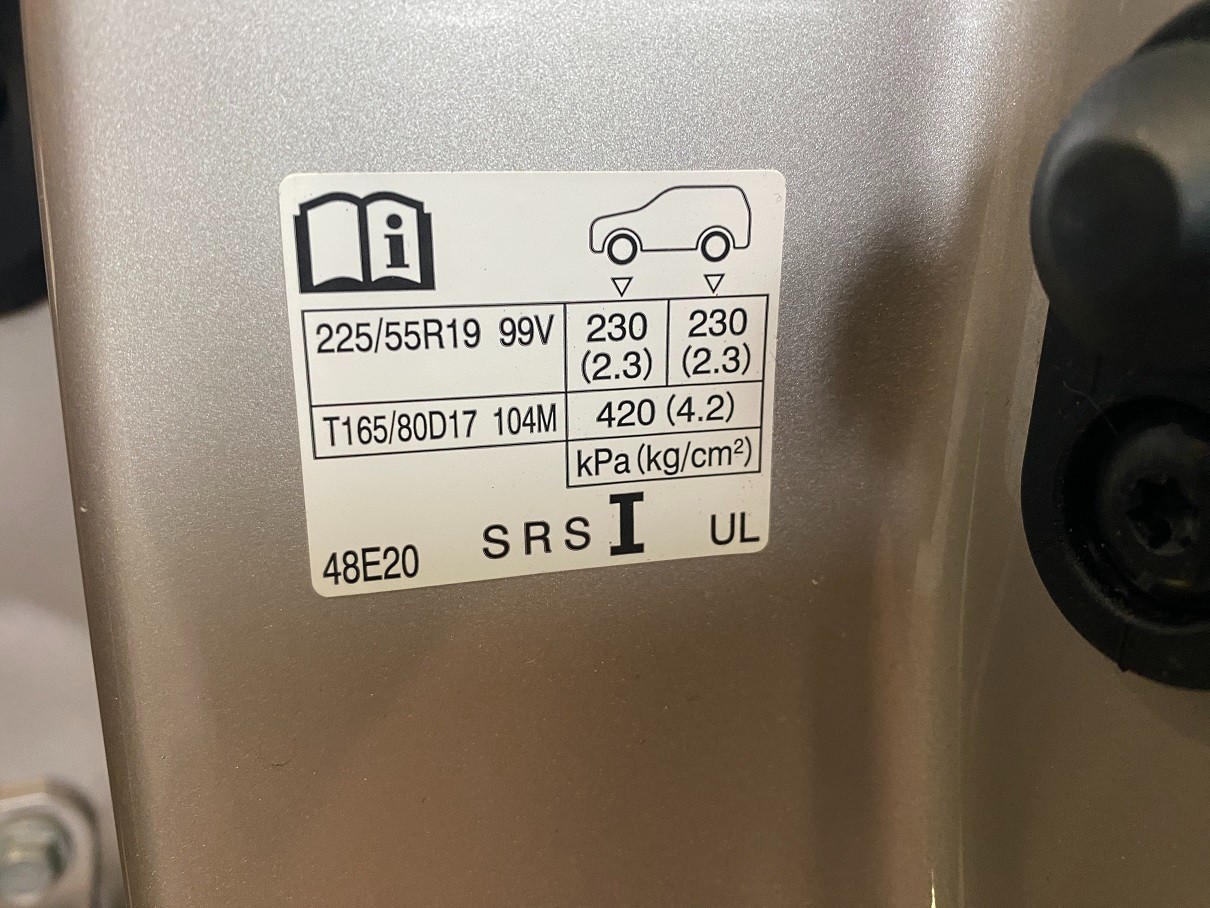 i
225/55R19 99V 230 230
(2.3) (2.3)
T165/80D17 104M 420 (4.2)
kPa (kg/cm²)
48E20 SRS I UL